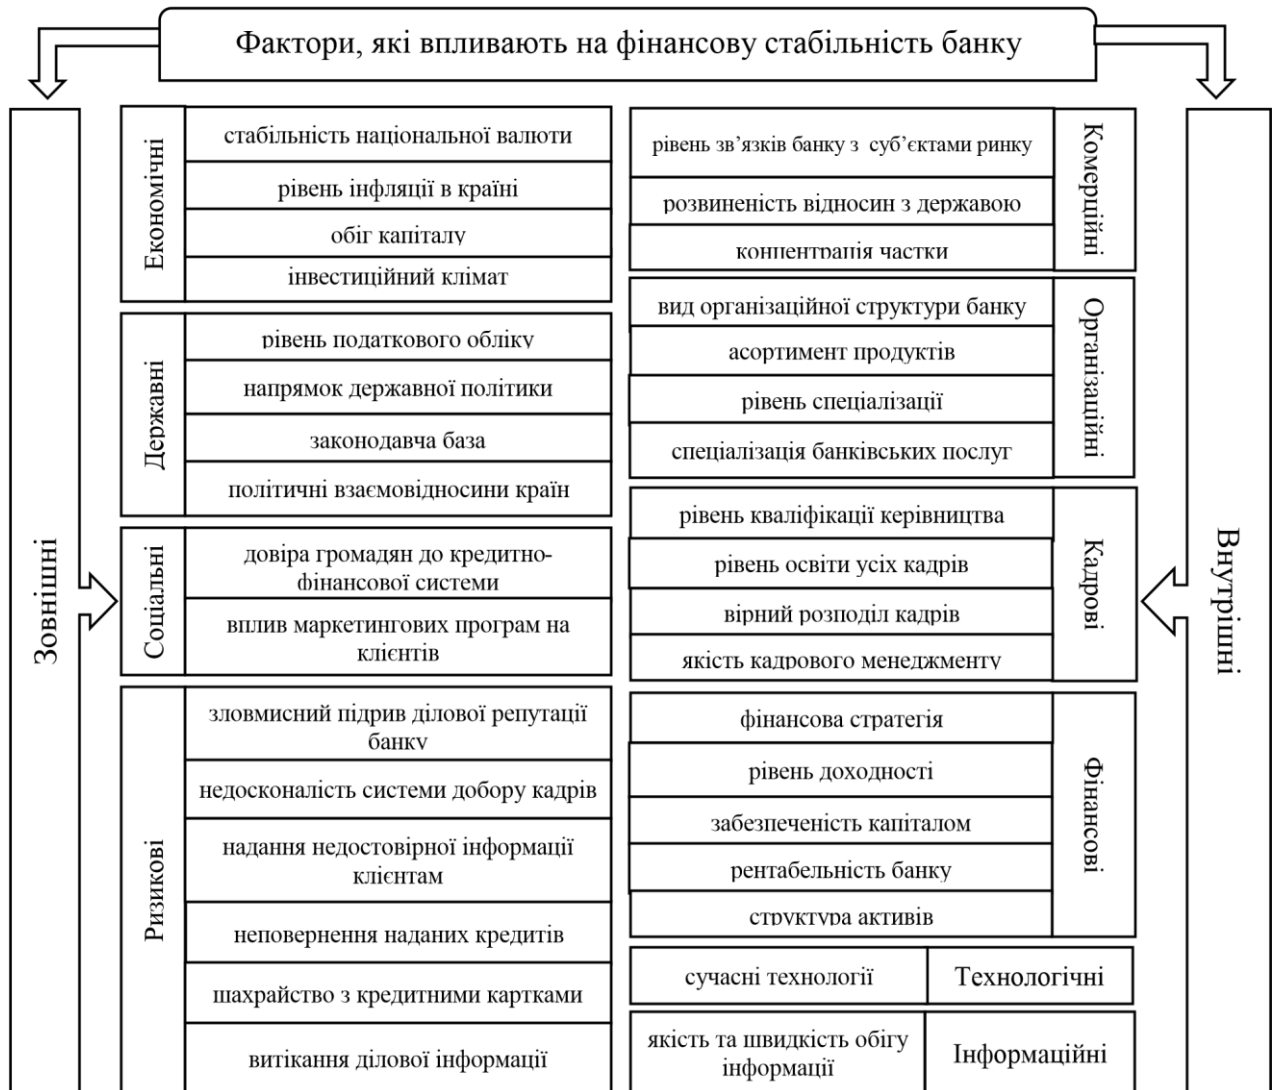 Фактори, які впливають на фінансову стабільність банку
Зовнішні
Економічні
стабільність національної валюти
рівень інфляції в країні
обіг капіталу
інвестиційний клімат
Державні
рівень податкового обліку
напрямок державної політики
законодавча база
політичні взаємовідносини країн
Соціальні
довіра громадян до кредитно-
фінансової системи
вплив маркетингових програм на
клієнтів
Ризикові
зловмисний підрив ділової репутації
банку
недосконалість системи добору кадрів
надання недостовірної інформації
клієнтам
неповернення наданих кредитів
шахрайство з кредитними картками
витікання ділової інформації
рівень зв’язків банку з суб’єктами ринку
розвиненість відносин з державою
концентрація частки
Комерційні
вид організаційної структури банку
асортимент продуктів
рівень спеціалізації
спеціалізація банківських послуг
Організаційні
рівень кваліфікації керівництва
рівень освіти усіх кадрів
вірний розподіл кадрів
якість кадрового менеджменту
Кадрові
фінансова стратегія
рівень доходності
забезпеченість капіталом
рентабельність банку
структура активів
Фінансові
сучасні технології
Технологічні
якість та швидкість обігу
інформації
Інформаційні
Внутрішні